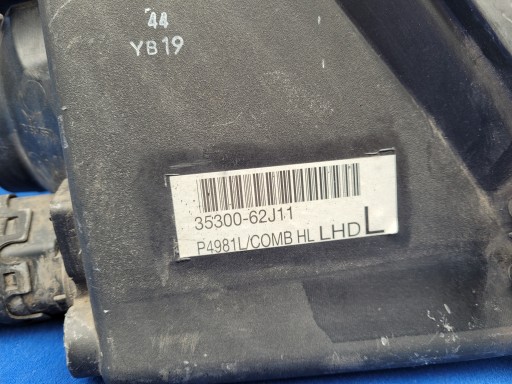 44
YB19
35300-62J11
P4981L/COMB HL LHD L